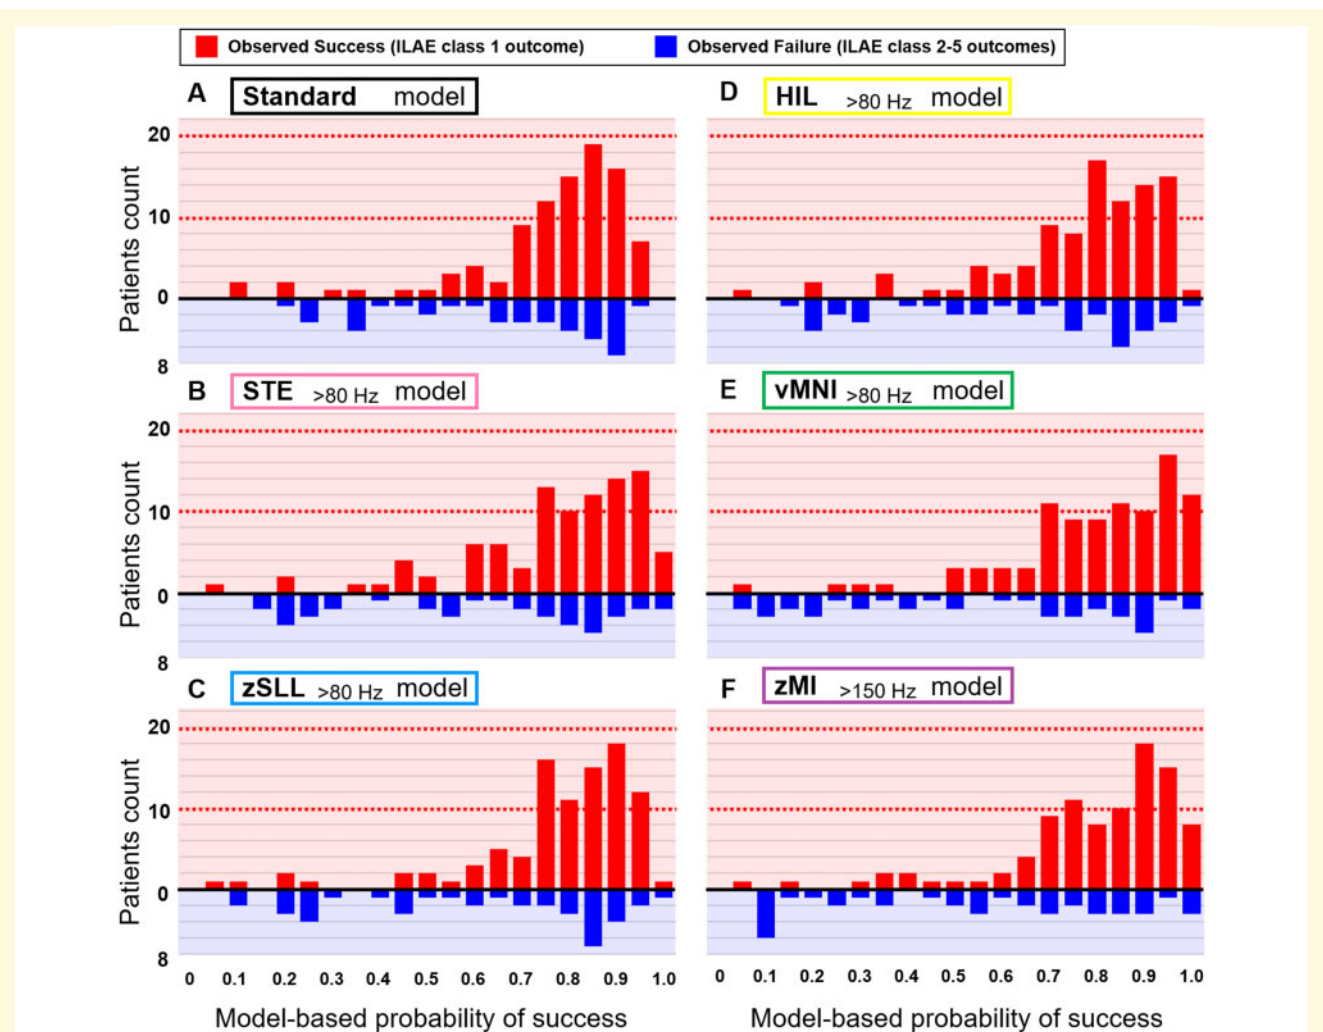 Observed Success (ILAE class 1 outcome) Observed Failure (ILAE class 2-5 outcomes)
A Standard model
D HIL >80 Hz model
20
10
0
8
Patients count
B STE >80 Hz model
E vMNI >80 Hz model
20
10
0
8
Patients count
C zSLL >80 Hz model
F zMI >150 Hz model
20
10
0
8
Patients count
0 0.1 0.2 0.3 0.4 0.5 0.6 0.7 0.8 0.9 1.0
0 0.1 0.2 0.3 0.4 0.5 0.6 0.7 0.8 0.9 1.0
Model-based probability of success
Model-based probability of success